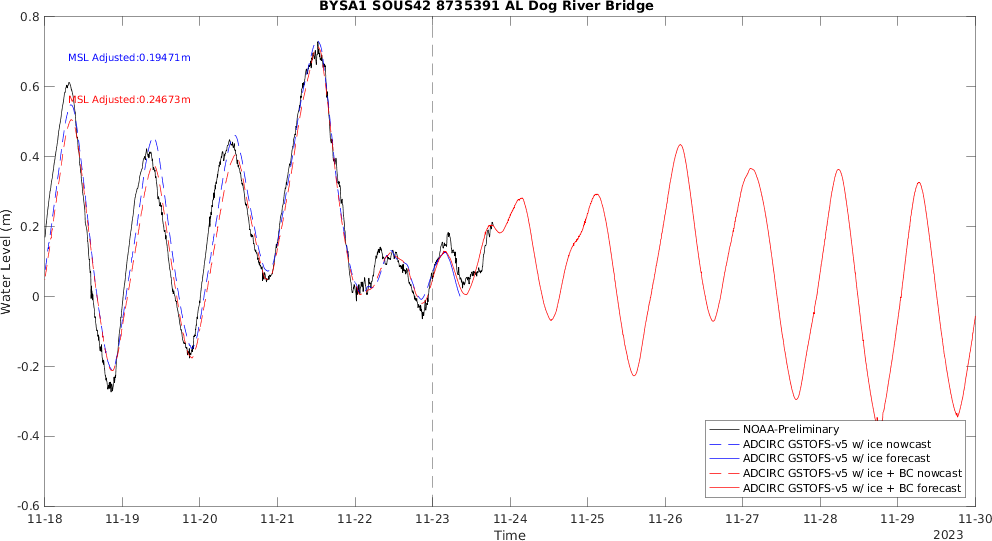 BYSA1 SOUS42 8735391 AL Dog River Bridge
0.8
0.6
0.4
0.2
0
-0.2
-0.4
-0.6
Water Level (m)
MSL Adjusted:0.19471m
MSL Adjusted:0.24673m
NOAA-Preliminary
ADCIRC GSTOFS-v5 w/ ice nowcast
ADCIRC GSTOFS-v5 w/ ice forecast
ADCIRC GSTOFS-v5 w/ ice + BC nowcast
ADCIRC GSTOFS-v5 w/ ice + BC forecast
11-18 11-19 11-20 11-21 11-22 11-23 11-24 11-25 11-26 11-27 11-28 11-29 11-30
Time
2023